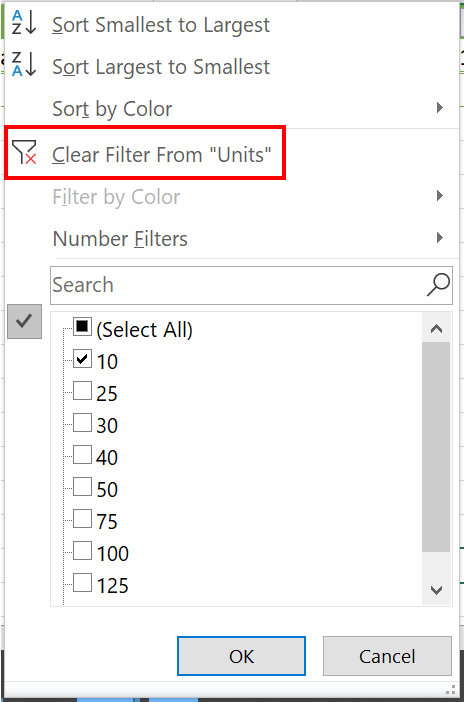 Sort Smallest to Largest
Sort Largest to Smallest
Sort by Color
Clear Filter From "Units"
Filter by Color
Number Filters
Search
(Select All)
10
25
30
40
50
75
100
125
OK
Cancel